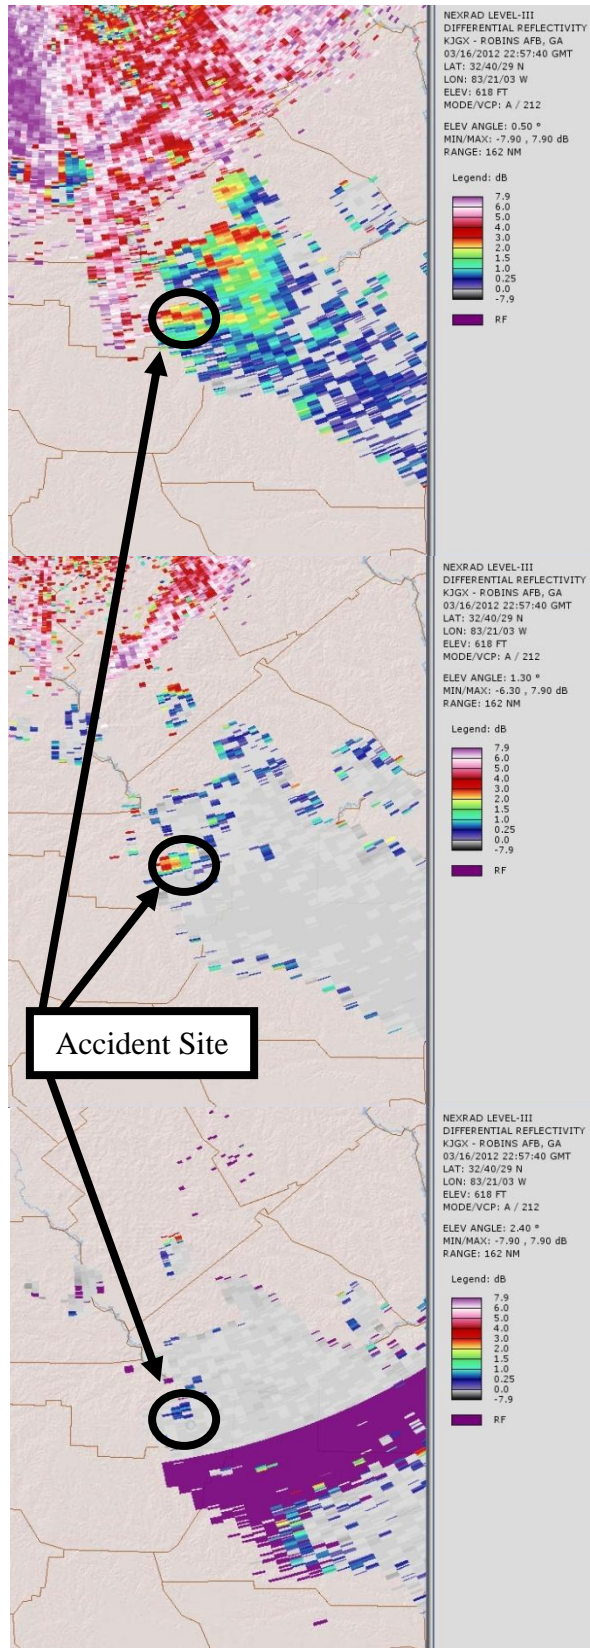 NEXRAD LEVEL-III
DIFFERENTIAL REFLECTIVITY
KJGX - ROBINS AFB, GA
03/16/2012 22:57:40 GMT
LAT: 32/40/29 N
LON: 83/21/03 W
ELEV: 618 FT
MODE/VCP: A / 212
ELEV ANGLE: 0.50 °
MIN/MAX: -7.90 , 7.90 dB
RANGE: 162 NM
Legend: dB
7.9
6.0
5.0
4.0
3.0
2.0
1.5
1.0
0.25
0.0
-7.9
RF
NEXRAD LEVEL-III
DIFFERENTIAL REFLECTIVITY
KJGX - ROBINS AFB, GA
03/16/2012 22:57:40 GMT
LAT: 32/40/29 N
LON: 83/21/03 W
ELEV: 618 FT
MODE/VCP: A / 212
ELEV ANGLE: 1.30 °
MIN/MAX: -6.30 , 7.90 dB
RANGE: 162 NM
Legend: dB
7.9
6.0
5.0
4.0
3.0
2.0
1.5
1.0
0.25
0.0
-7.9
RF
Accident Site
NEXRAD LEVEL-III
DIFFERENTIAL REFLECTIVITY
KJGX - ROBINS AFB, GA
03/16/2012 22:57:40 GMT
LAT: 32/40/29 N
LON: 83/21/03 W
ELEV: 618 FT
MODE/VCP: A / 212
ELEV ANGLE: 2.40 °
MIN/MAX: -7.90 , 7.90 dB
RANGE: 162 NM
Legend: dB
7.9
6.0
5.0
4.0
3.0
2.0
1.5
1.0
0.25
0.0
-7.9
RF